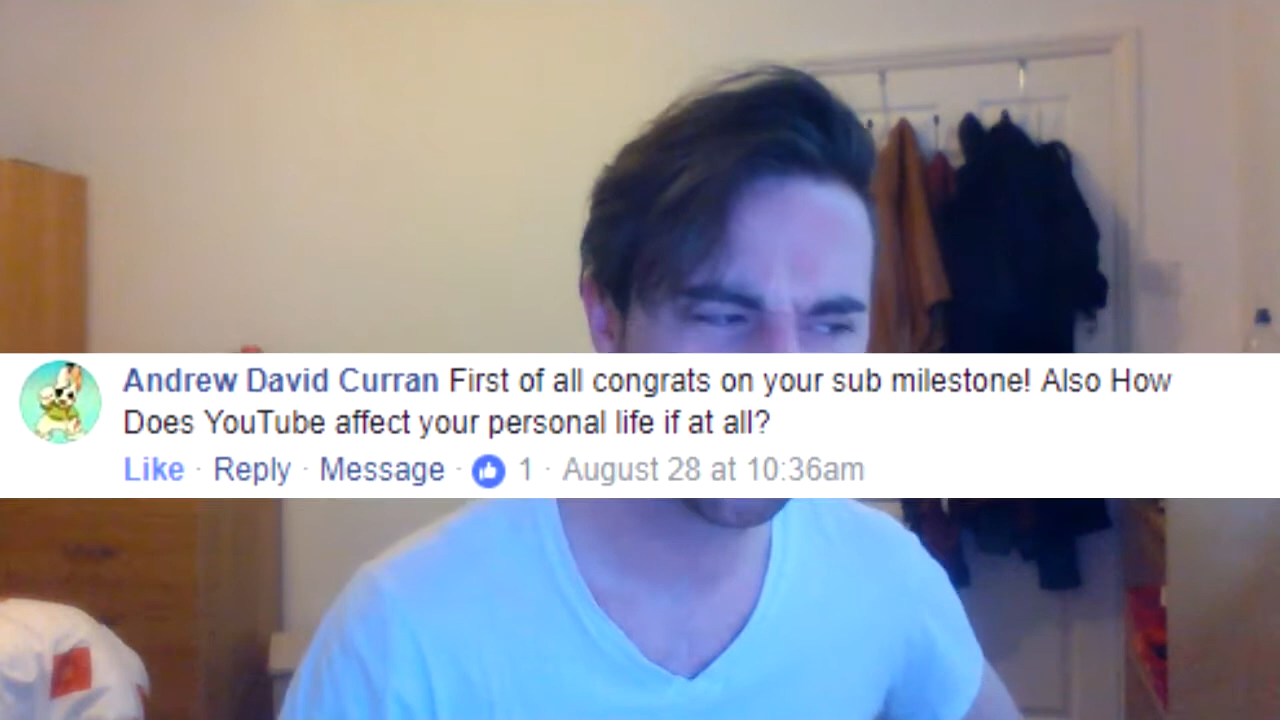 Andrew David Curran First of all congrats on your sub milestone! Also How
Does YouTube affect your personal life if at all?
Like · Reply · Message · 1 · August 28 at 10:36am